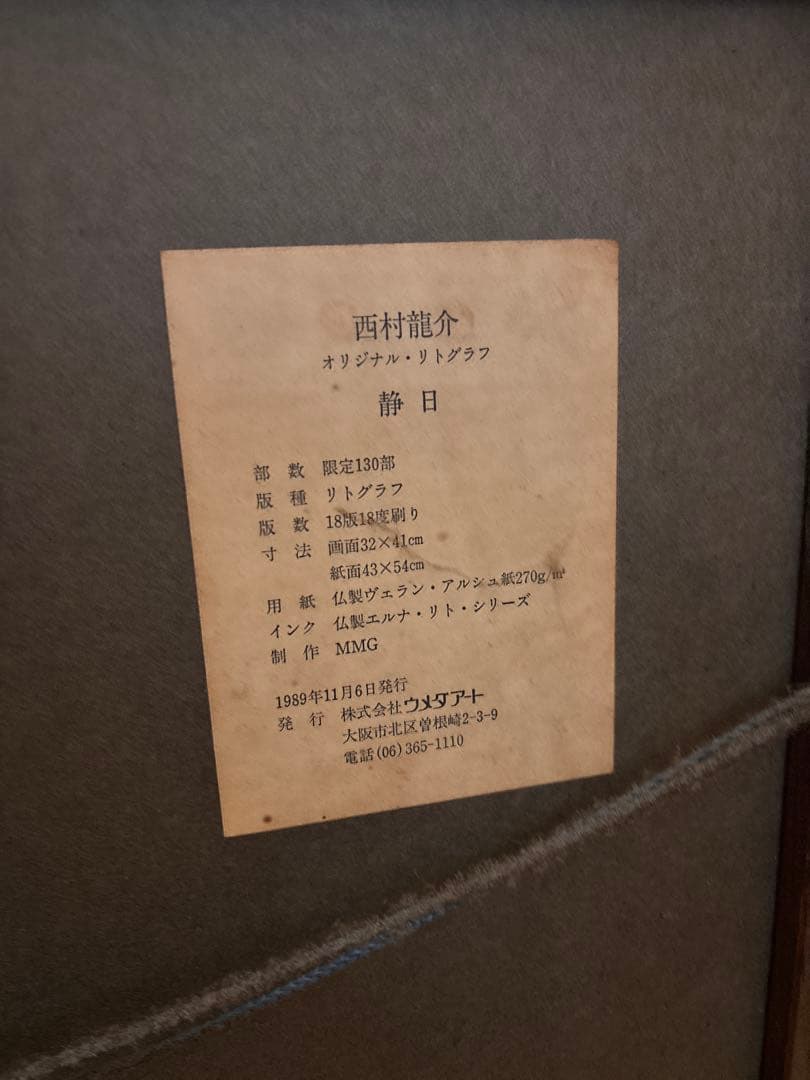 西村龍介
オリジナル・リトグラフ
静日
部数 限定130部
版種 リトグラフ
版数 18版18度刷り
寸法 画面32×41cm
紙面43×54cm
用紙 仏製ヴェラン・アルシュ紙270g/m²
インク 仏製エルナ・リト・シリーズ
制作 MMG
1989年11月6日発行
発行 株式会社ウメダアート
大阪市北区曽根崎2-3-9
電話(06)365-1110